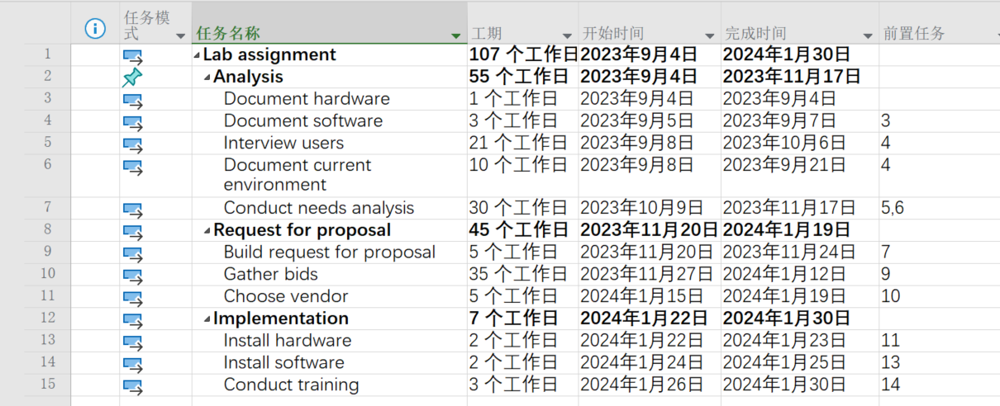 任务模式 任务名称 工期 开始时间 完成时间 前置任务
1 Lab assignment 107 个工作日 2023年9月4日 2024年1月30日
2 Analysis 55 个工作日 2023年9月4日 2023年11月17日
3 Document hardware 1 个工作日 2023年9月4日 2023年9月4日
4 Document software 3 个工作日 2023年9月5日 2023年9月7日 3
5 Interview users 21 个工作日 2023年9月8日 2023年10月6日 4
6 Document current environment 10 个工作日 2023年9月8日 2023年9月21日 4
7 Conduct needs analysis 30 个工作日 2023年10月9日 2023年11月17日 5,6
8 Request for proposal 45 个工作日 2023年11月20日 2024年1月19日
9 Build request for proposal 5 个工作日 2023年11月20日 2023年11月24日 7
10 Gather bids 35 个工作日 2023年11月27日 2024年1月12日 9
11 Choose vendor 5 个工作日 2024年1月15日 2024年1月19日 10
12 Implementation 7 个工作日 2024年1月22日 2024年1月30日
13 Install hardware 2 个工作日 2024年1月22日 2024年1月23日 11
14 Install software 2 个工作日 2024年1月24日 2024年1月25日 13
15 Conduct training 3 个工作日 2024年1月26日 2024年1月30日 14